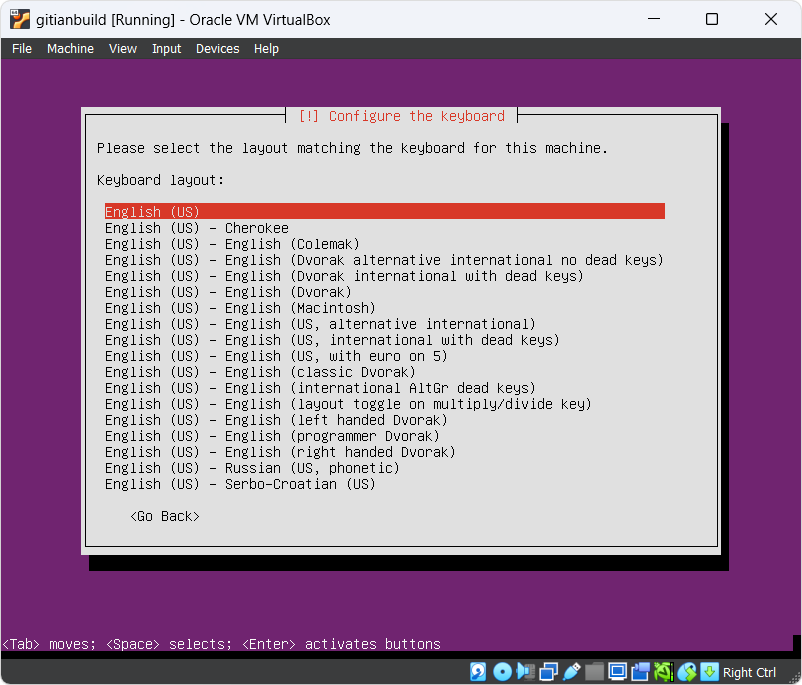 gitianbuild [Running] - Oracle VM VirtualBox
File Machine View Input Devices Help
[!] Configure the keyboard
Please select the layout matching the keyboard for this machine.
Keyboard layout:
English (US)
English (US) - Cherokee
English (US) - English (Colemak)
English (US) - English (Dvorak alternative international no dead keys)
English (US) - English (Dvorak international with dead keys)
English (US) - English (Dvorak)
English (US) - English (Macintosh)
English (US) - English (US, alternative international)
English (US) - English (US, international with dead keys)
English (US) - English (US, with euro on 5)
English (US) - English (classic Dvorak)
English (US) - English (international AltGr dead keys)
English (US) - English (layout toggle on multiply/divide key)
English (US) - English (left handed Dvorak)
English (US) - English (programmer Dvorak)
English (US) - English (right handed Dvorak)
English (US) - Russian (US, phonetic)
English (US) - Serbo-Croatian (US)
<Go Back>
<Tab> moves; <Space> selects; <Enter> activates buttons
Right Ctrl